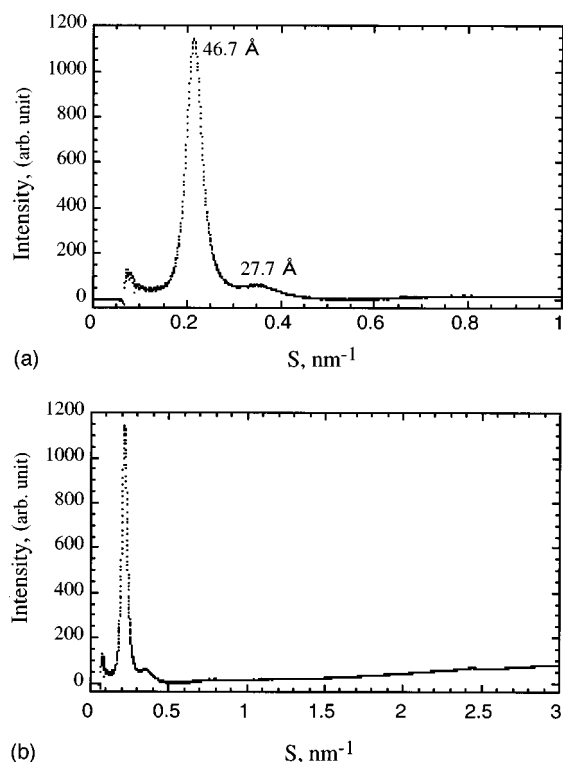 1200
1000
800
600
400
200
0
Intensity, (arb. unit)
46.7 Å
27.7 Å
0 0.2 0.4 0.6 0.8 1
S, nm-1
(a)
1200
1000
800
600
400
200
0
Intensity, (arb. unit)
0 0.5 1 1.5 2 2.5 3
S, nm-1
(b)